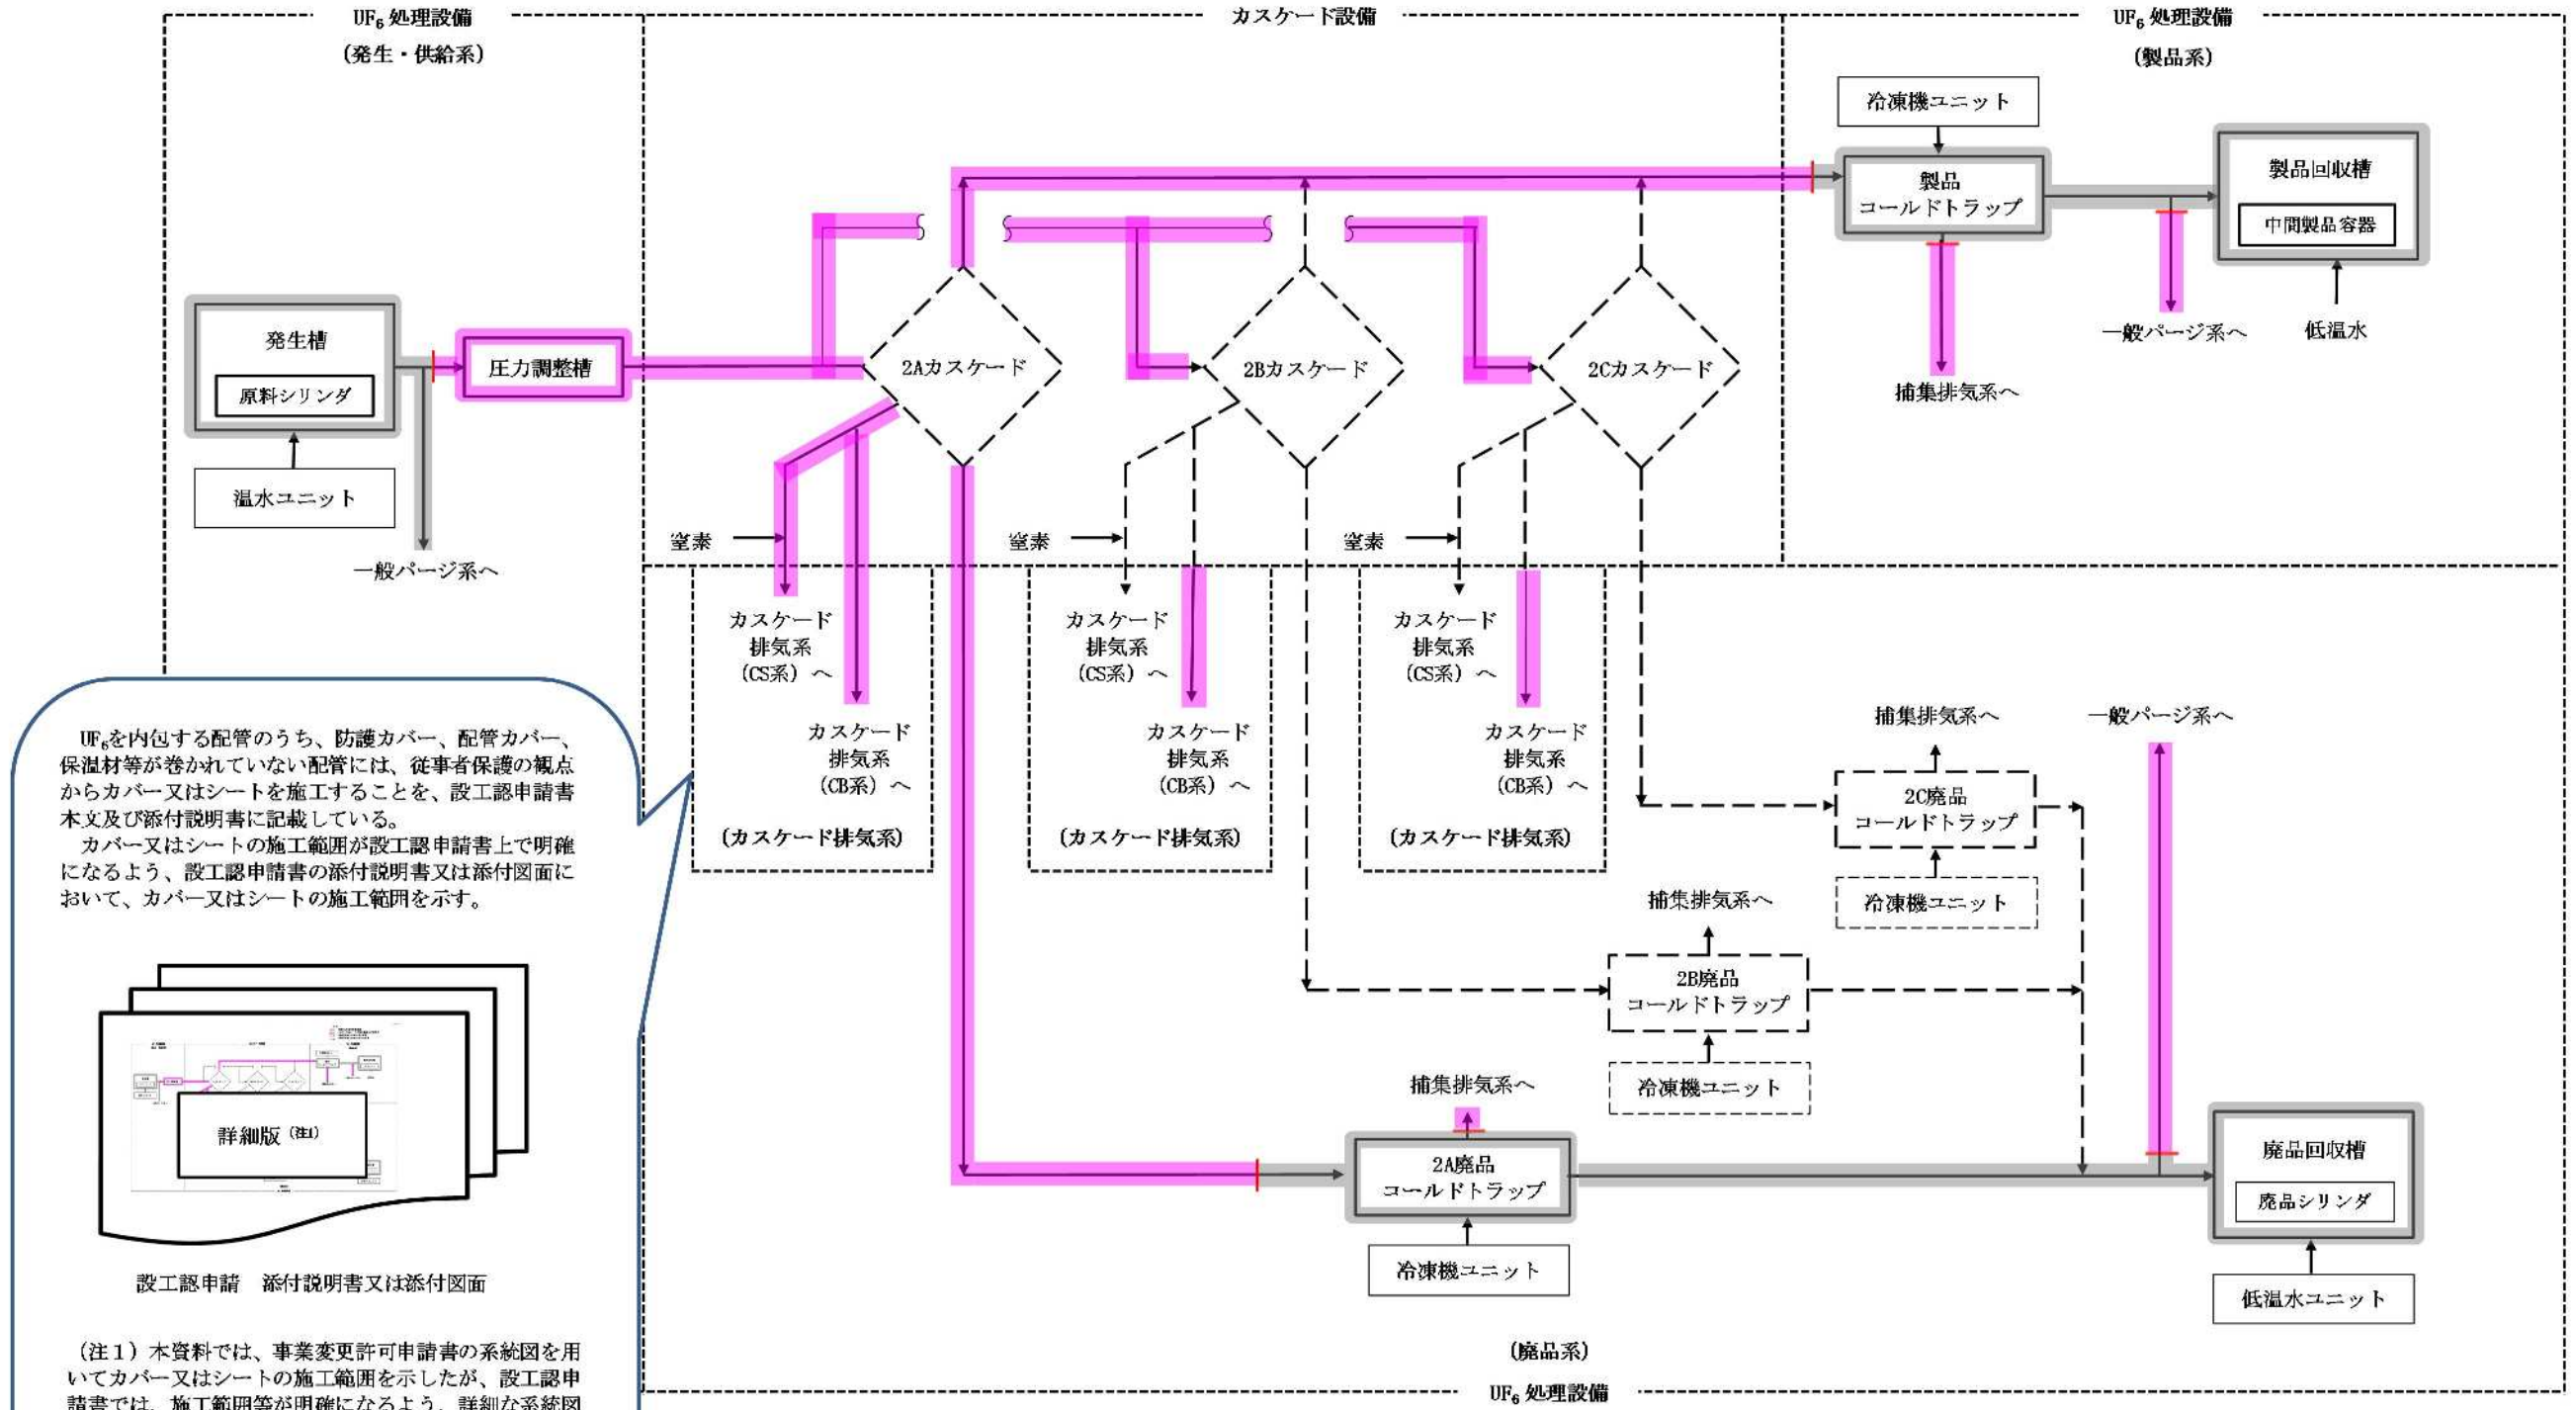 UF₆ 処理設備
(発生・供給系)
カスケード設備
UF₆ 処理設備
(製品系)
冷凍機ユニット
製品
コールドトラップ
製品回収槽
中間製品容器
一般パージ系へ
低温水
捕集排気系へ
発生槽
原料シリンダ
圧力調整槽
温水ユニット
一般パージ系へ
2Aカスケード
2Bカスケード
2Cカスケード
窒素
窒素
窒素
カスケード
排気系
(CS系) へ
カスケード
排気系
(CB系) へ
(カスケード排気系)
カスケード
排気系
(CS系) へ
カスケード
排気系
(CB系) へ
(カスケード排気系)
カスケード
排気系
(CS系) へ
カスケード
排気系
(CB系) へ
(カスケード排気系)
捕集排気系へ
2C廃品
コールドトラップ
冷凍機ユニット
一般パージ系へ
捕集排気系へ
2B廃品
コールドトラップ
冷凍機ユニット
捕集排気系へ
2A廃品
コールドトラップ
冷凍機ユニット
廃品回収槽
廃品シリンダ
低温水ユニット
(廃品系)
UF₆ 処理設備
UF₆を内包する配管のうち、防護カバー、配管カバー、
保温材等が巻かれていない配管には、従事者保護の観点
からカバー又はシートを施工することを、設工認申請書
本文及び添付説明書に記載している。
カバー又はシートの施工範囲が設工認申請書上で明確
になるよう、設工認申請書の添付説明書又は添付図面に
おいて、カバー又はシートの施工範囲を示す。
詳細版 (注1)
設工認申請 添付説明書又は添付図面
(注1)本資料では、事業変更許可申請書の系統図を用
いてカバー又はシートの施工範囲を示したが、設工認申
請書では、施工範囲等が明確になるよう、詳細な系統図